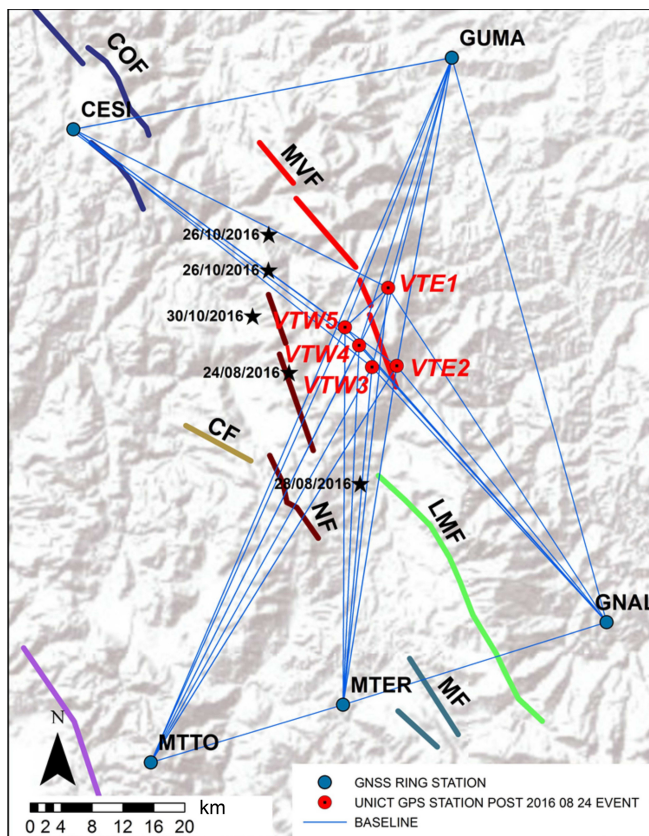 GUMA
COF
CESI
MVF
26/10/2016
26/10/2016
VTE1
30/10/2016
VTW5
VTW4
24/08/2016
VTW3
VTE2
CF
28/08/2016
NF
LMF
GNAL
MTER
MF
N
MTTO
GNSS RING STATION
UNICT GPS STATION POST 2016 08 24 EVENT
BASELINE
km
0 2 4 8 12 16 20